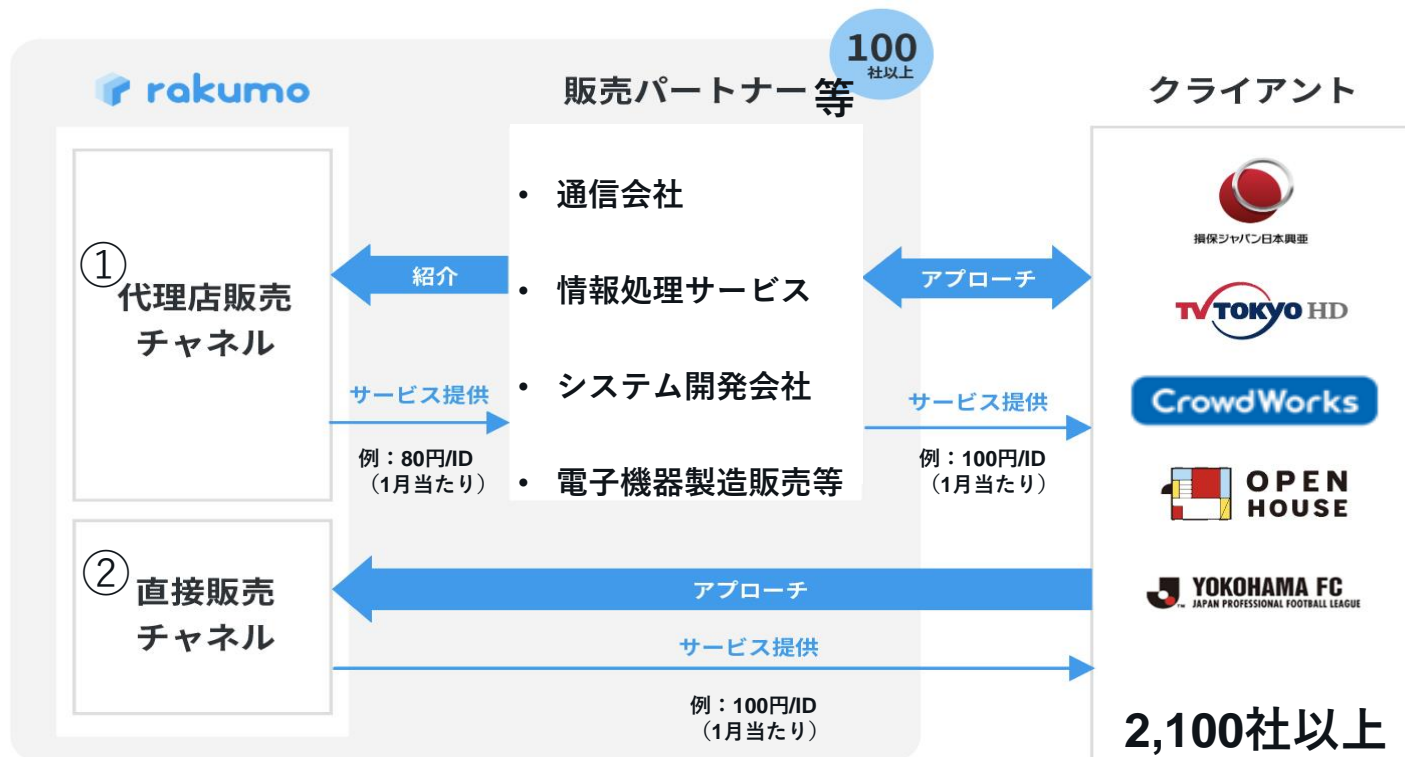 rakumo
販売パートナー等
100
社以上
クライアント
①
代理店販売
チャネル
紹介
サービス提供
例：80円/ID
（1月当たり）
• 通信会社
• 情報処理サービス
• システム開発会社
• 電子機器製造販売等
アプローチ
サービス提供
例：100円/ID
（1月当たり）
②
直接販売
チャネル
アプローチ
サービス提供
例：100円/ID
（1月当たり）
損保ジャパン日本興亜
TV TOKYO HD
CrowdWorks
OPEN
HOUSE
YOKOHAMA FC
JAPAN PROFESSIONAL FOOTBALL LEAGUE
2,100社以上